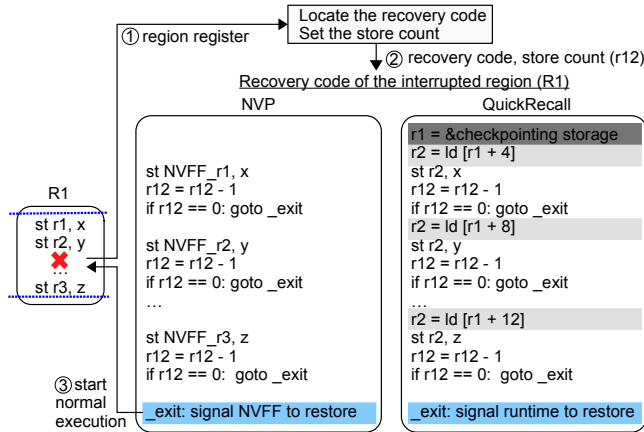 Locate the recovery code
Set the store count
① region register
② recovery code, store count (r12)
Recovery code of the interrupted region (R1)
NVP
QuickRecall
R1
st r1, x
st r2, y
...
st r3, z
st NVFF_r1, x
r12 = r12 - 1
if r12 == 0: goto _exit
st NVFF_r2, y
r12 = r12 - 1
if r12 == 0: goto _exit
...
st NVFF_r3, z
r12 = r12 - 1
if r12 == 0: goto _exit
_exit: signal NVFF to restore
r1 = &checkpointing storage
r2 = ld [r1 + 4]
st r2, x
r12 = r12 - 1
if r12 == 0: goto _exit
r2 = ld [r1 + 8]
st r2, y
r12 = r12 - 1
if r12 == 0: goto _exit
...
r2 = ld [r1 + 12]
st r2, z
r12 = r12 - 1
if r12 == 0: goto _exit
_exit: signal runtime to restore
③ start
normal
execution